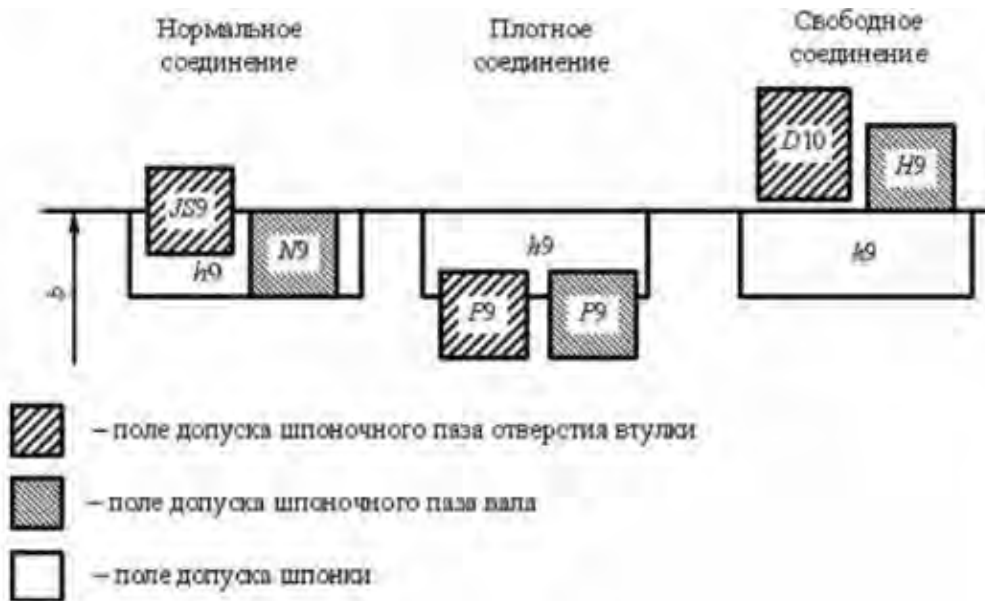 Нормальное
соединение
Плотное
соединение
Свободное
соединение
JS9
h9
N9
h9
P9
P9
D10
H9
h9
– поле допуска шпоночного паза отверстия втулки
– поле допуска шпоночного паза вала
– поле допуска шпонки